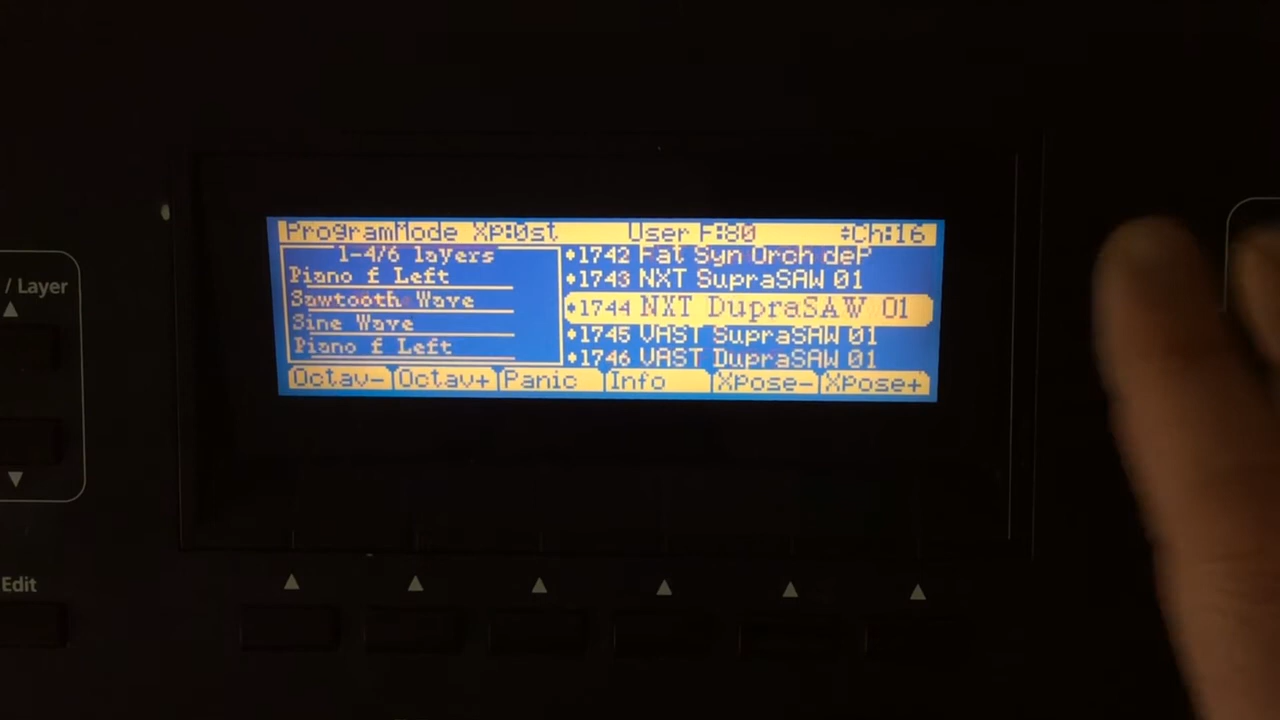 ProgramMode Xp:0st User F:80 Ch:16
1-4/6 layers
Piano f Left
Sawtooth Wave
Sine Wave
Piano f Left
1742 Fat Syn Orch deP
1743 NXT SupraSAW 01
1744 NXT DupraSAW 01
1745 VAST SupraSAW 01
1746 VAST DupraSAW 01
Octav- Octav+ Panic Info Xpose- Xpose+
/ Layer
Edit